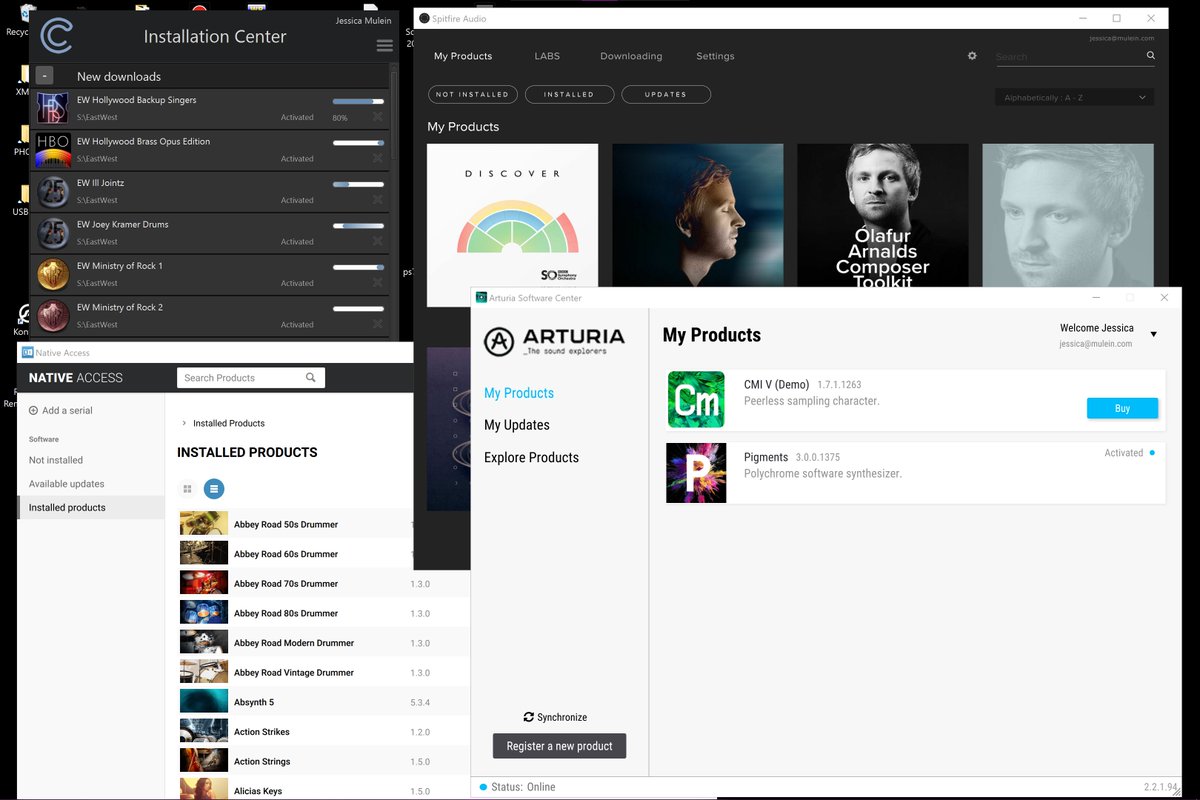 Recyc
XM
PHO
USB
Kon
Ren
Sc
20
ps
Jessica Mulein
Installation Center
-
New downloads
EW Hollywood Backup Singers
S:\EastWest
Activated
80%
HBO
EW Hollywood Brass Opus Edition
S:\EastWest
Activated
25
EW Ill Jointz
S:\EastWest
Activated
25
EW Joey Kramer Drums
S:\EastWest
Activated
EW Ministry of Rock 1
S:\EastWest
Activated
EW Ministry of Rock 2
S:\EastWest
Activated
Spitfire Audio
jessica@mulein.com
My Products
LABS
Downloading
Settings
Search
NOT INSTALLED
INSTALLED
UPDATES
Alphabetically : A - Z
My Products
DISCOVER
SO BBC Symphony Orchestra
Ólafur
Arnalds
Composer
Toolkit
Native Access
NATIVE ACCESS
Search Products
Add a serial
Software
Not installed
Available updates
Installed products
> Installed Products
INSTALLED PRODUCTS
Abbey Road 50s Drummer
Abbey Road 60s Drummer
Abbey Road 70s Drummer 1.3.0
Abbey Road 80s Drummer 1.3.0
Abbey Road Modern Drummer 1.3.0
Abbey Road Vintage Drummer 1.3.0
Absynth 5 5.3.4
Action Strikes 1.2.0
Action Strings 1.5.0
Alicias Keys 1.5.0
Arturia Software Center
ARTURIA
_The sound explorers
My Products
My Updates
Explore Products
Synchronize
Register a new product
My Products
Welcome Jessica
jessica@mulein.com
Cm
CMI V (Demo) 1.7.1.1263
Peerless sampling character.
Buy
P
Pigments 3.0.0.1375
Polychrome software synthesizer.
Activated
Status: Online
2.2.1.94